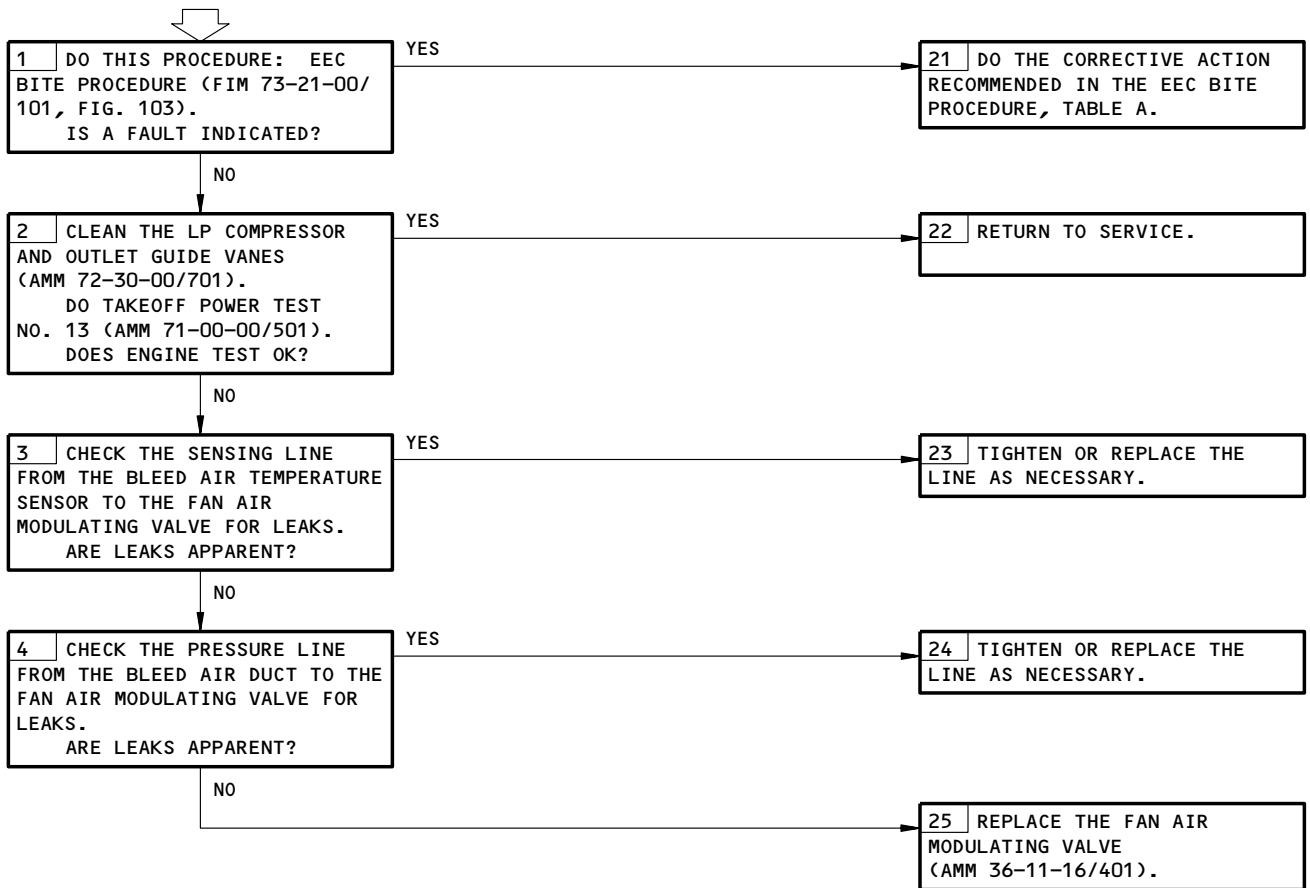 1 DO THIS PROCEDURE: EEC
BITE PROCEDURE (FIM 73-21-00/
101, FIG. 103).
IS A FAULT INDICATED?
YES
21 DO THE CORRECTIVE ACTION
RECOMMENDED IN THE EEC BITE
PROCEDURE, TABLE A.
NO
2 CLEAN THE LP COMPRESSOR
AND OUTLET GUIDE VANES
(AMM 72-30-00/701).
DO TAKEOFF POWER TEST
NO. 13 (AMM 71-00-00/501).
DOES ENGINE TEST OK?
YES
22 RETURN TO SERVICE.
NO
3 CHECK THE SENSING LINE
FROM THE BLEED AIR TEMPERATURE
SENSOR TO THE FAN AIR
MODULATING VALVE FOR LEAKS.
ARE LEAKS APPARENT?
YES
23 TIGHTEN OR REPLACE THE
LINE AS NECESSARY.
NO
4 CHECK THE PRESSURE LINE
FROM THE BLEED AIR DUCT TO THE
FAN AIR MODULATING VALVE FOR
LEAKS.
ARE LEAKS APPARENT?
YES
24 TIGHTEN OR REPLACE THE
LINE AS NECESSARY.
NO
25 REPLACE THE FAN AIR
MODULATING VALVE
(AMM 36-11-16/401).